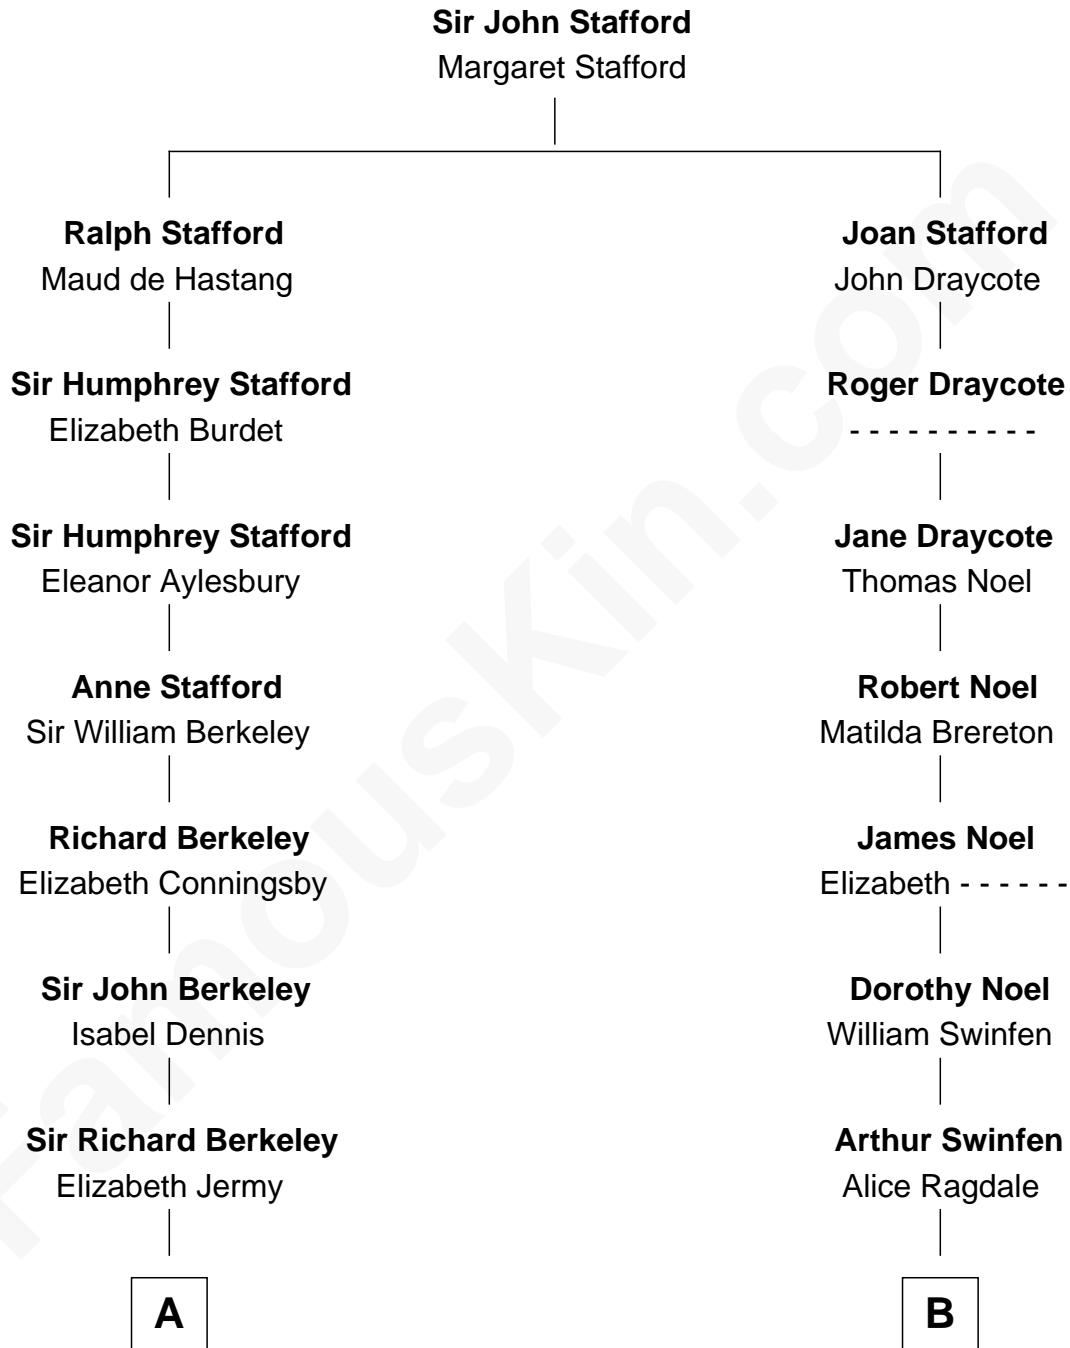 Sir John Stafford
Margaret Stafford
Ralph Stafford
Maud de Hastang
Sir Humphrey Stafford
Elizabeth Burdet
Sir Humphrey Stafford
Eleanor Aylesbury
Anne Stafford
Sir William Berkeley
Richard Berkeley
Elizabeth Conningsby
Sir John Berkeley
Isabel Dennis
Sir Richard Berkeley
Elizabeth Jermy
A
Joan Stafford
John Draycote
Roger Draycote
- - - - - - - - - -
Jane Draycote
Thomas Noel
Robert Noel
Matilda Brereton
James Noel
Elizabeth - - - - - -
Dorothy Noel
William Swinfen
Arthur Swinfen
Alice Ragdale
B
FamousKin.com